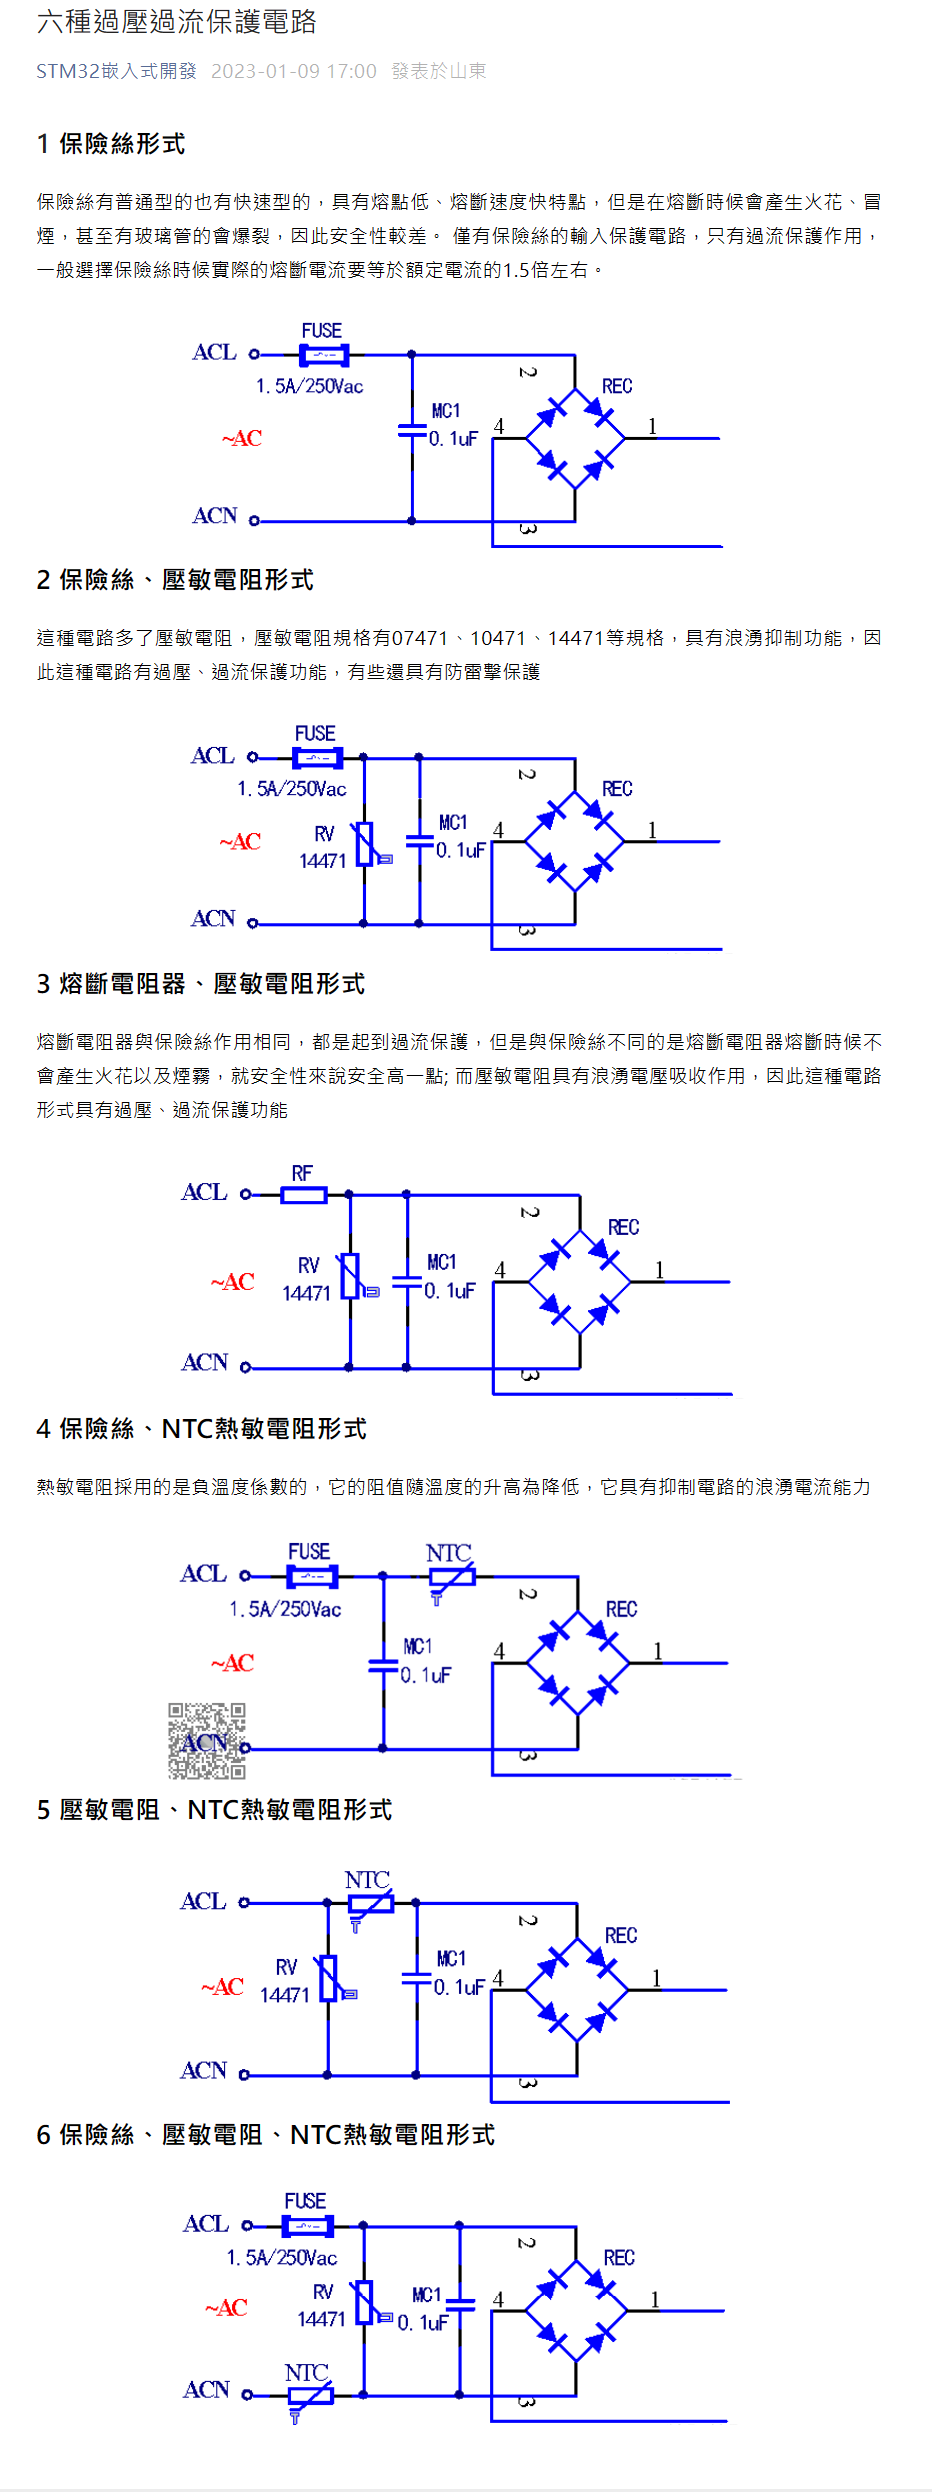 六種過壓過流保護電路
STM32嵌入式開發 2023-01-09 17:00 發表於山東
1 保險絲形式
保險絲有普通型的也有快速型的，具有熔點低、熔斷速度快特點，但是在熔斷時候會產生火花、冒
煙，甚至有玻璃管的會爆裂，因此安全性較差。 僅有保險絲的輸入保護電路，只有過流保護作用，
一般選擇保險絲時候實際的熔斷電流要等於額定電流的1.5倍左右。
FUSE
ACL
1.5A/250Vac
2
REC
MC1
4
1
~AC
0.1uF
ACN
3
2 保險絲、壓敏電阻形式
這種電路多了壓敏電阻，壓敏電阻規格有07471、10471、14471等規格，具有浪湧抑制功能，因
此這種電路有過壓、過流保護功能，有些還具有防雷擊保護
FUSE
ACL
1.5A/250Vac
2
REC
RV
MC1
4
1
~AC
14471
0.1uF
ACN
3
3 熔斷電阻器、壓敏電阻形式
熔斷電阻器與保險絲作用相同，都是起到過流保護，但是與保險絲不同的是熔斷電阻器熔斷時候不
會產生火花以及煙霧，就安全性來說安全高一點; 而壓敏電阻具有浪湧電壓吸收作用，因此這種電路
形式具有過壓、過流保護功能
RF
ACL
2
REC
RV
MC1
4
1
~AC
14471
0.1uF
ACN
3
4 保險絲、NTC熱敏電阻形式
熱敏電阻採用的是負溫度係數的，它的阻值隨溫度的升高為降低，它具有抑制電路的浪湧電流能力
FUSE
NTC
ACL
T
2
1.5A/250Vac
REC
MC1
4
1
~AC
0.1uF
ACN
3
5 壓敏電阻、NTC熱敏電阻形式
NTC
ACL
T
2
REC
RV
MC1
4
1
~AC
14471
0.1uF
ACN
3
6 保險絲、壓敏電阻、NTC熱敏電阻形式
FUSE
ACL
2
1.5A/250Vac
REC
RV
MC1
4
1
~AC
14471
0.1uF
NTC
ACN
T
3